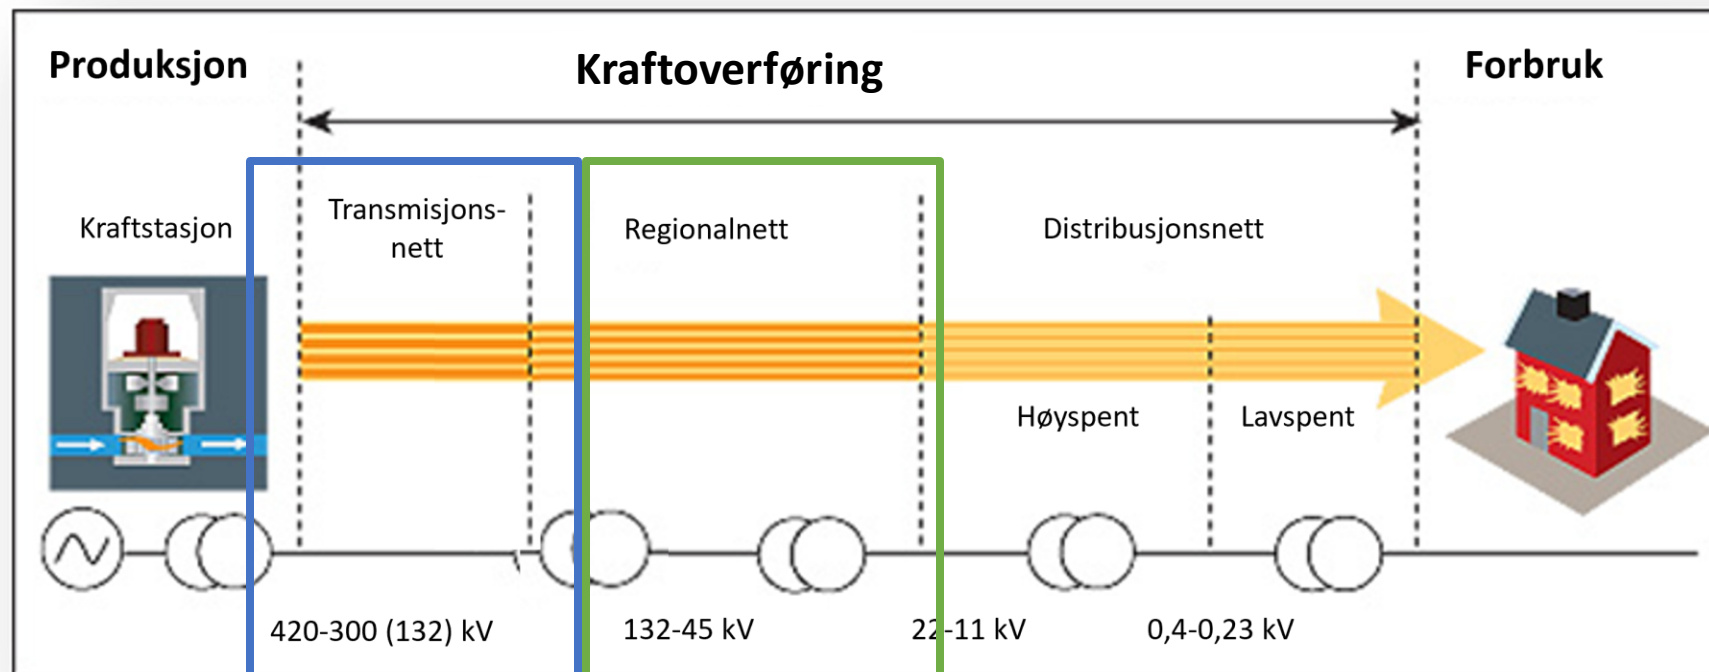 Produksjon
Kraftoverføring
Forbruk
Kraftstasjon
Transmisjons-
nett
Regionalnett
Distribusjonsnett
Høyspent
Lavspent
420-300 (132) kV
132-45 kV
22-11 kV
0,4-0,23 kV